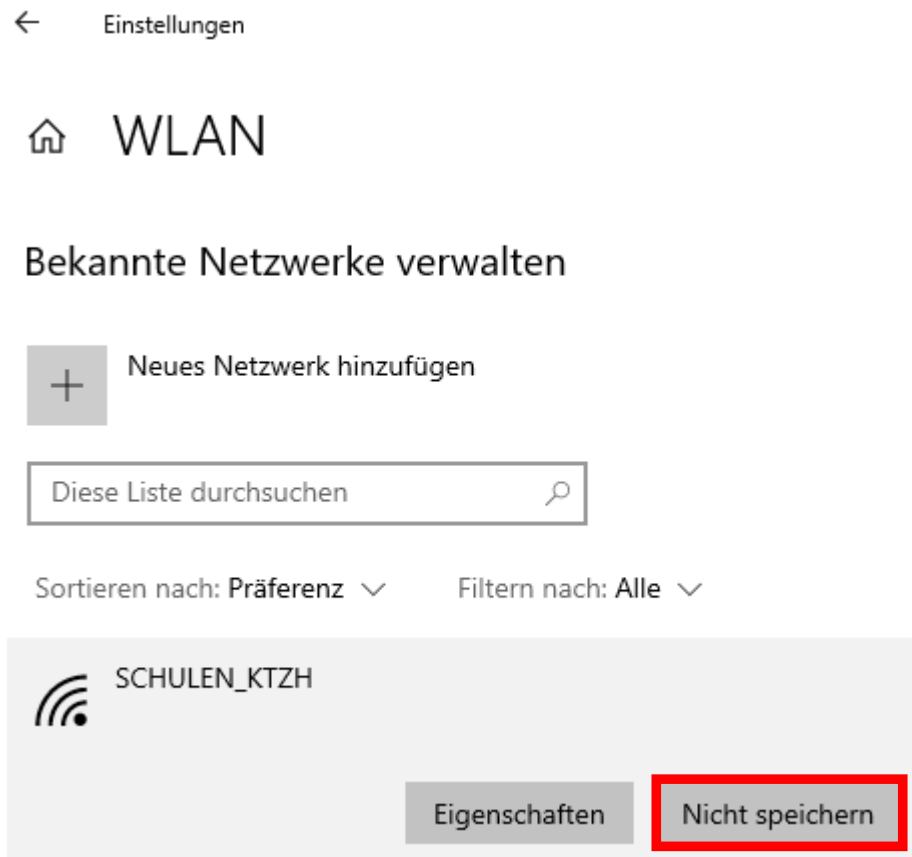 Einstellungen
WLAN
Bekannte Netzwerke verwalten
Neues Netzwerk hinzufügen
Diese Liste durchsuchen
Sortieren nach: Präferenz Filtern nach: Alle
SCHULEN_KTZH
Eigenschaften Nicht speichern